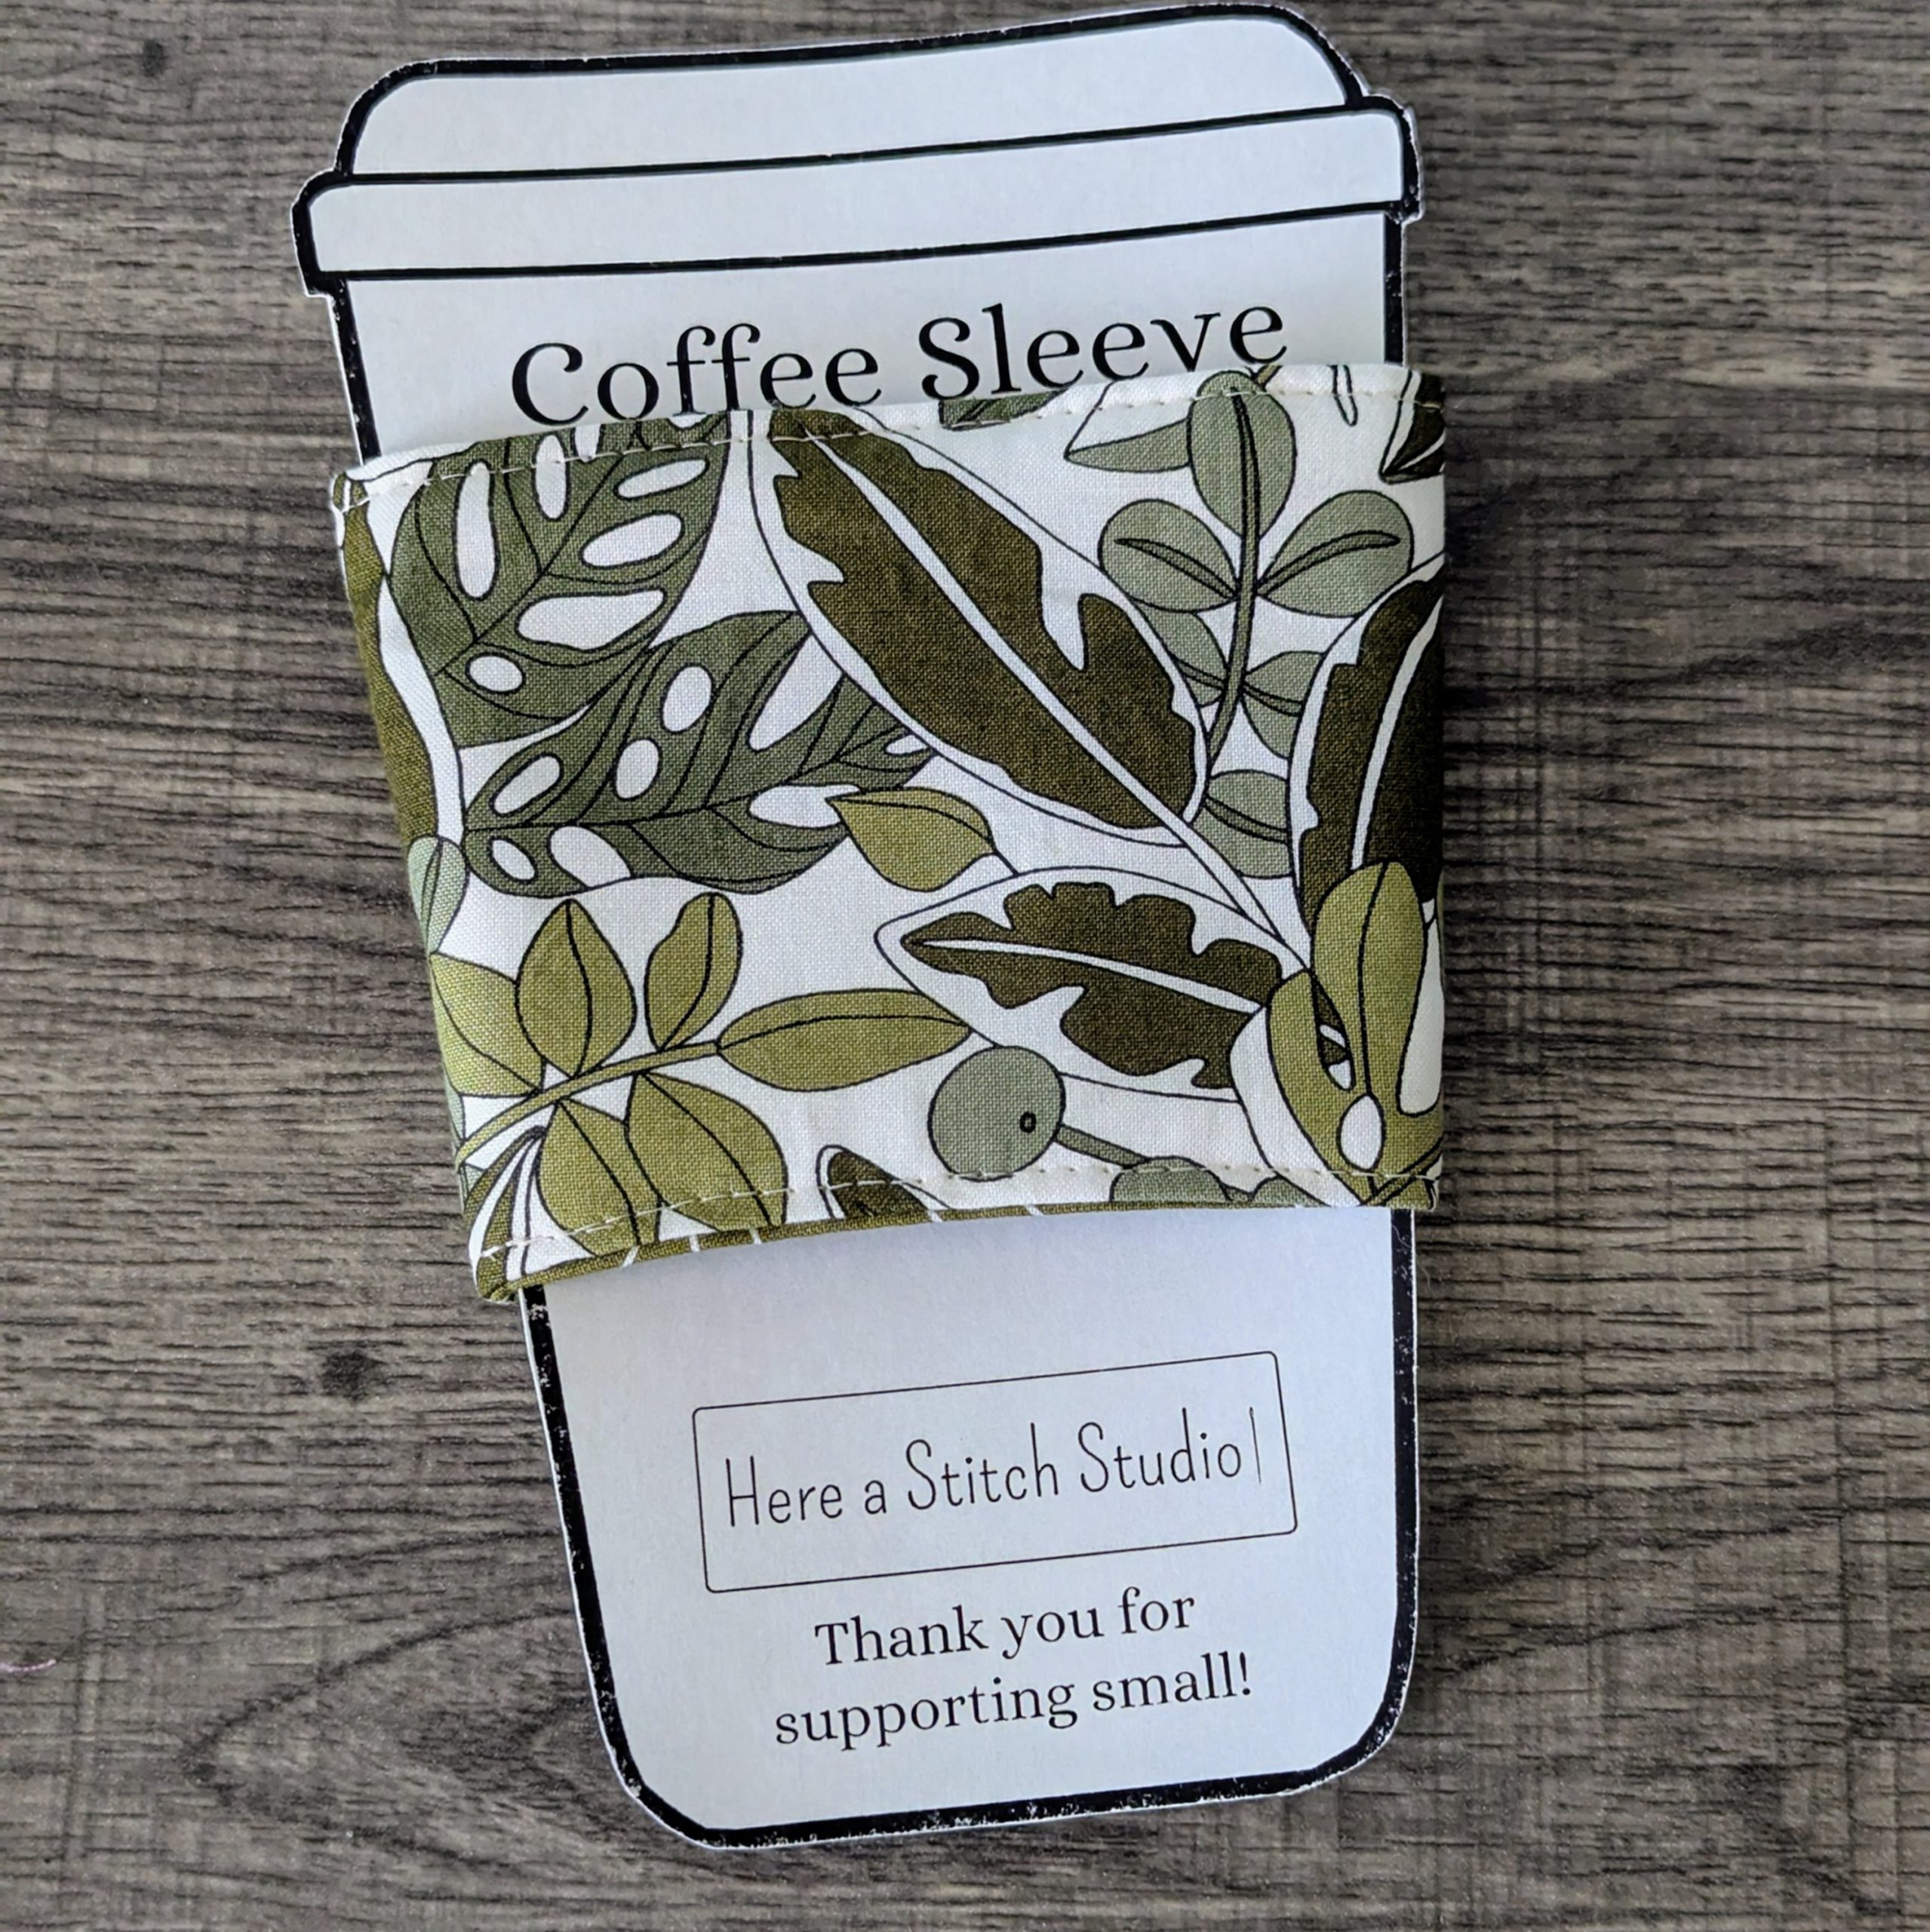 Coffee Sleeve
Here a Stitch Studio
Thank you for
supporting small!